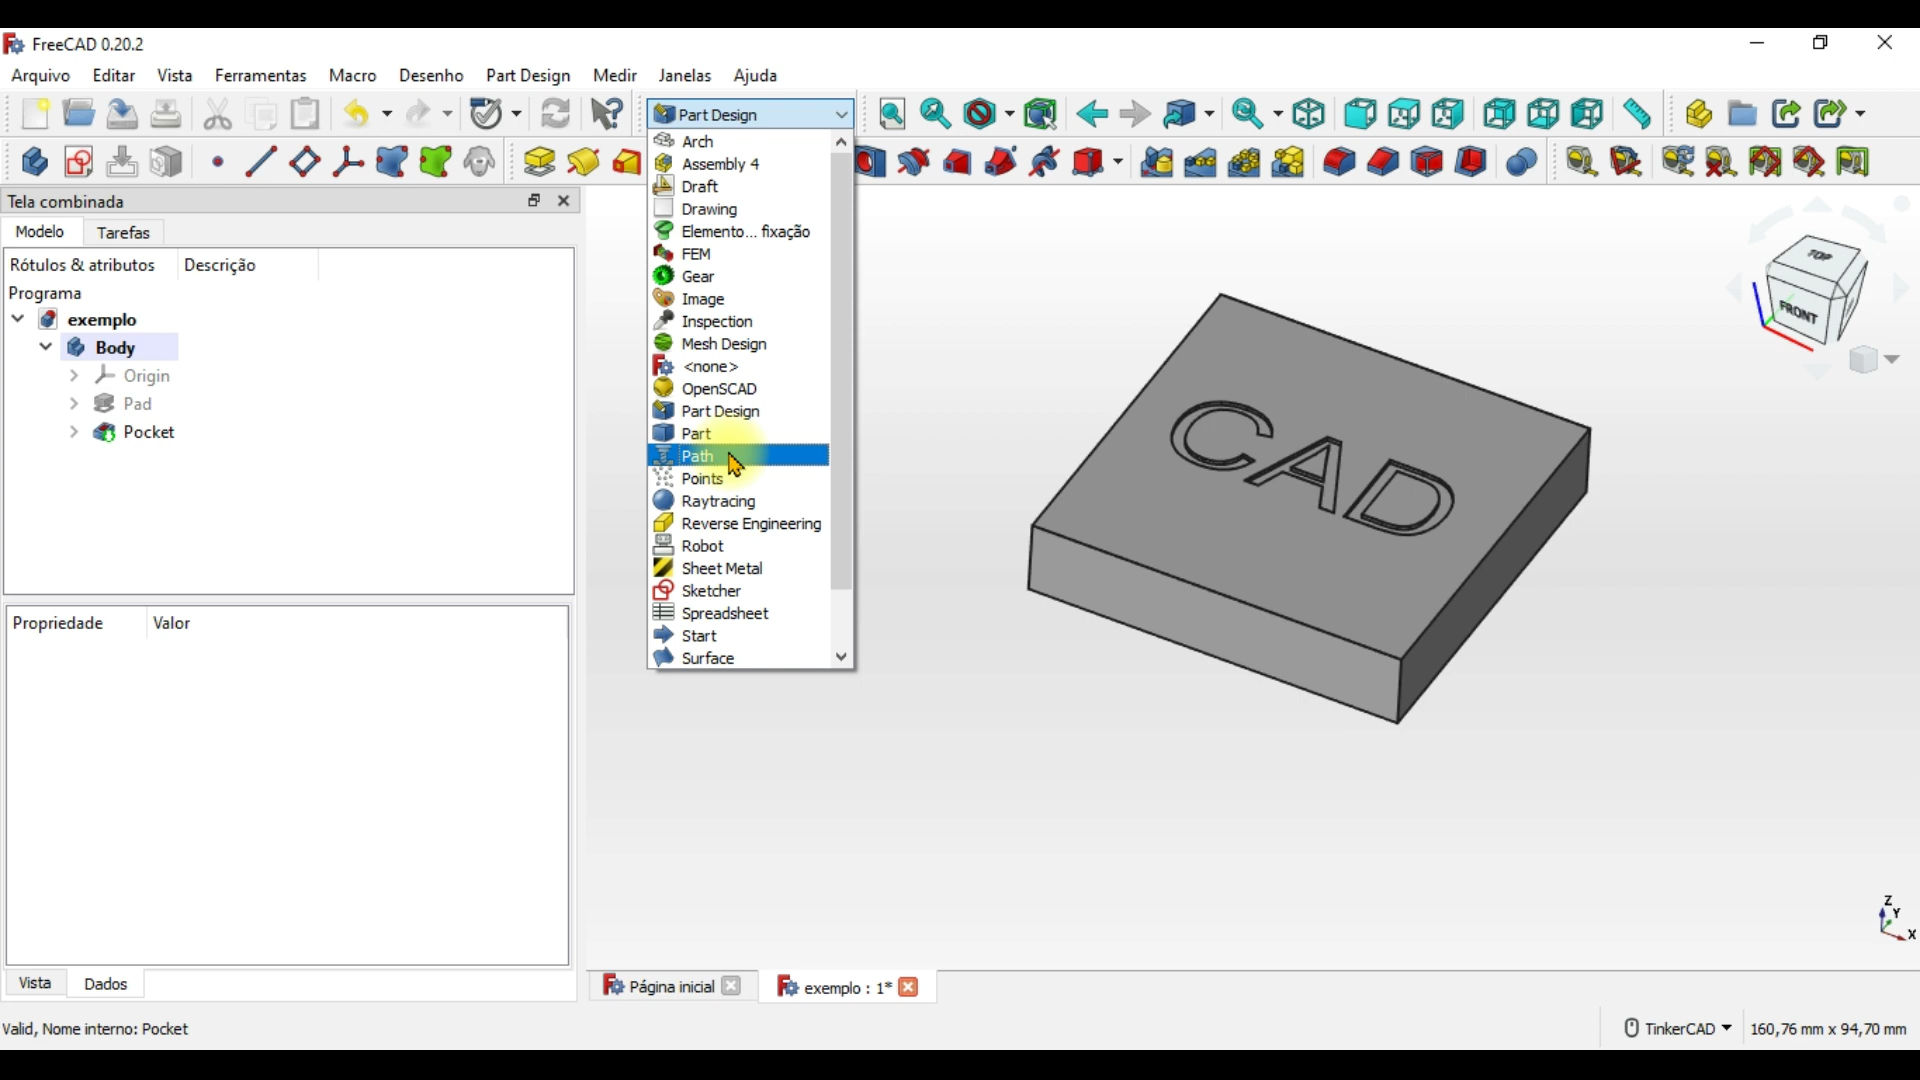 FreeCAD 0.20.2
Arquivo Editar Vista Ferramentas Macro Desenho Part Design Medir Janelas Ajuda
Part Design
Arch
Assembly 4
Draft
Drawing
Elemento... fixação
FEM
Gear
Image
Inspection
Mesh Design
<none>
OpenSCAD
Part Design
Part
Path
Points
Raytracing
Reverse Engineering
Robot
Sheet Metal
Sketcher
Spreadsheet
Start
Surface
Tela combinada
Modelo Tarefas
Rótulos & atributos Descrição
Programa
exemplo
Body
Origin
Pad
Pocket
Propriedade Valor
Vista Dados
TOP
FRONT
CAD
Z
Y
X
Página inicial exemplo : 1*
Valid, Nome interno: Pocket
TinkerCAD 160,76 mm x 94,70 mm